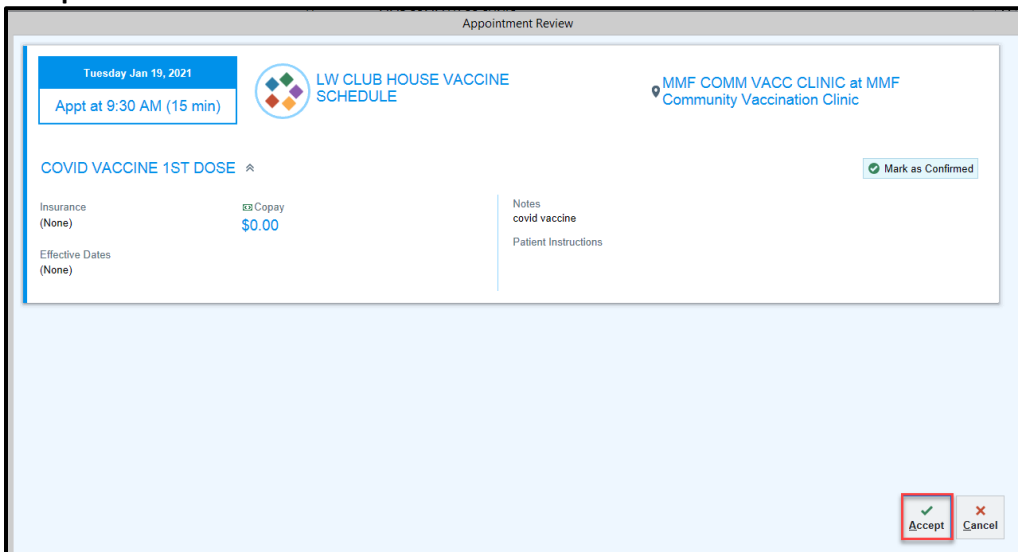 Appointment Review
Tuesday Jan 19, 2021
Appt at 9:30 AM (15 min)
LW CLUB HOUSE VACCINE
SCHEDULE
MMF COMM VACC CLINIC at MMF
Community Vaccination Clinic
COVID VACCINE 1ST DOSE
Mark as Confirmed
Insurance
(None)
Copay
$0.00
Effective Dates
(None)
Notes
covid vaccine
Patient Instructions
Accept
Cancel